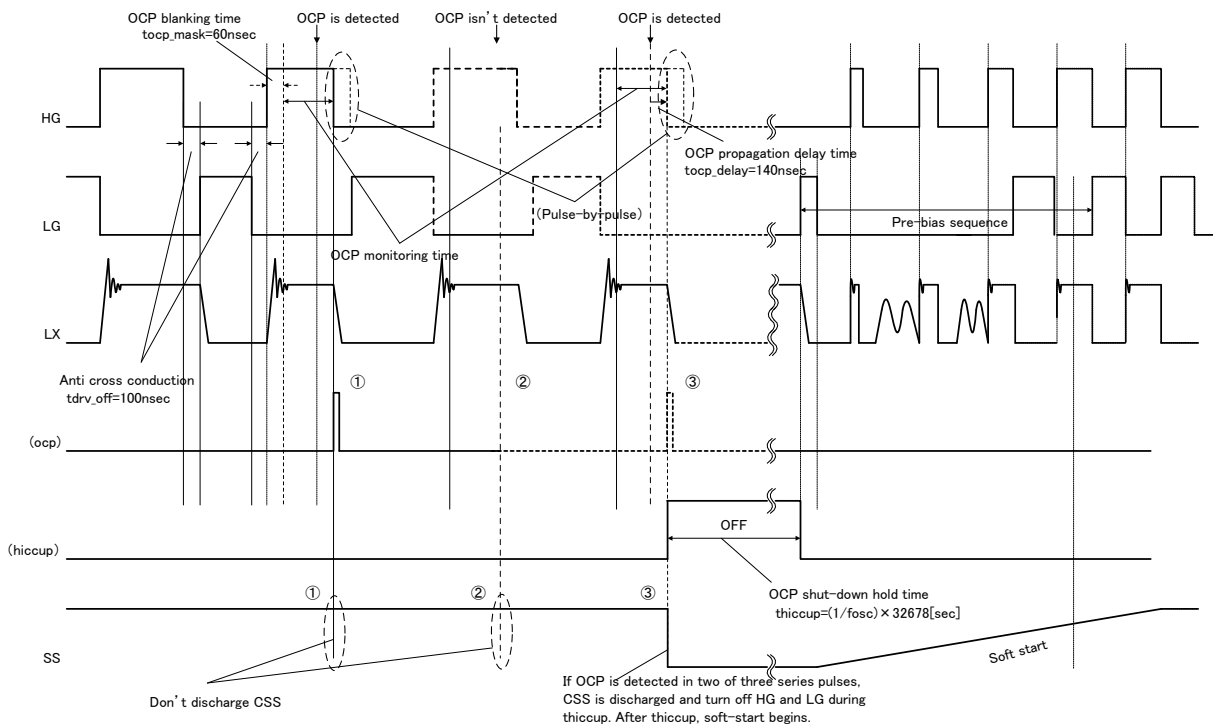 OCP blanking time
tocp_mask=60nsec
OCP is detected
OCP isn't detected
OCP is detected
HG
OCP propagation delay time
tocp_delay=140nsec
(Pulse-by-pulse)
LG
Pre-bias sequence
OCP monitoring time
LX
Anti cross conduction
tdrv_off=100nsec
①
②
③
(ocp)
OFF
(hiccup)
OCP shut-down hold time
thiccup=(1/fosc)×32678[sec]
①
②
③
SS
Soft start
Don't discharge CSS
If OCP is detected in two of three series pulses,
CSS is discharged and turn off HG and LG during
thiccup. After thiccup, soft-start begins.